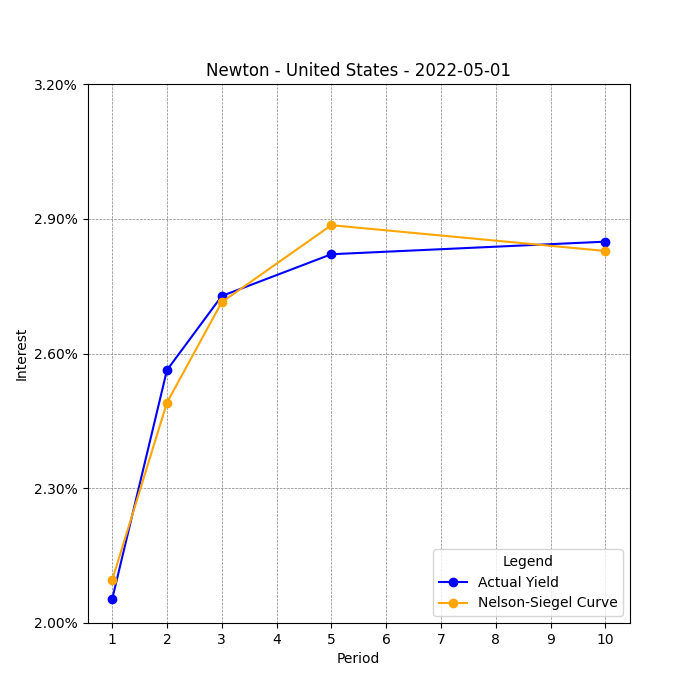 Newton - United States - 2022-05-01
3.20%
2.90%
2.60%
2.30%
2.00%
Interest
1 2 3 4 5 6 7 8 9 10
Period
Legend
Actual Yield
Nelson-Siegel Curve